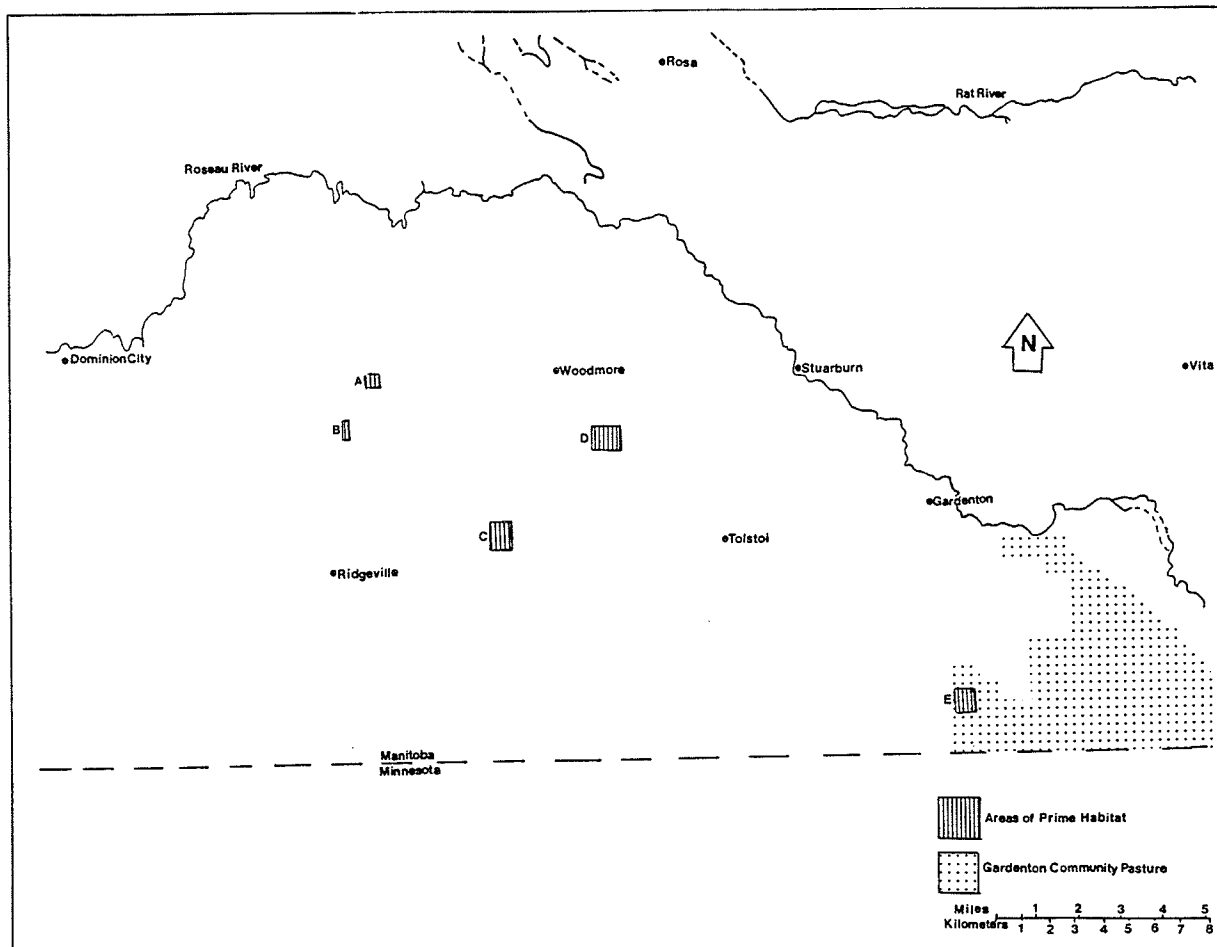 Rosa
Rat River
Roseau River
Dominion City
Woodmore
Stuarburn
Vita
A
B
D
N
Gardenton
C
Tolstoi
Ridgeville
E
Manitoba
Minnesota
Areas of Prime Habitat
Gardenton Community Pasture
Miles 1 2 3 4 5
Kilometers 1 2 3 4 5 6 7 8